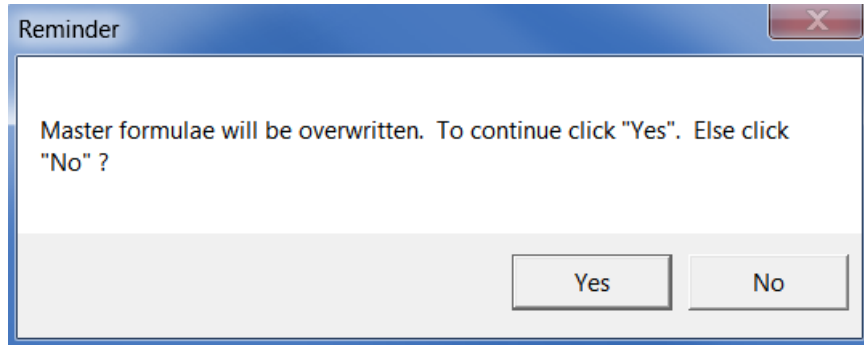 Reminder
Master formulae will be overwritten.  To continue click "Yes".  Else click
"No" ?
Yes
No